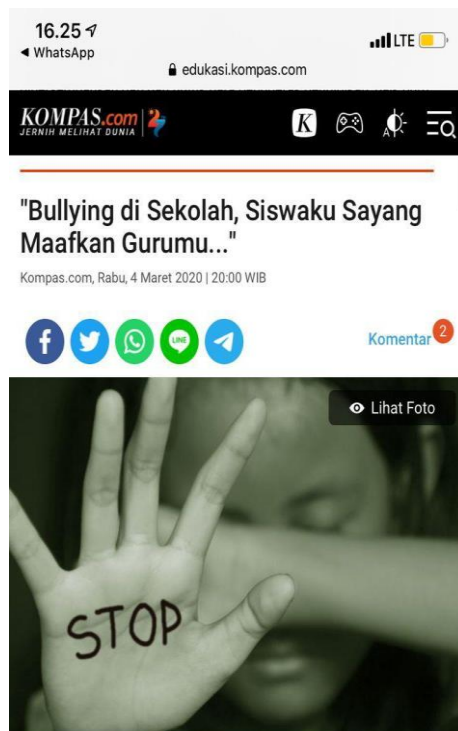 16.25
LTE
WhatsApp
edukasi.kompas.com
KOMPAS.com
JERNIH MELIHAT DUNIA
K
A
"Bullying di Sekolah, Siswaku Sayang
Maafkan Gurumu..."
Kompas.com, Rabu, 4 Maret 2020 | 20:00 WIB
f
LINE
Komentar 2
Lihat Foto
STOP